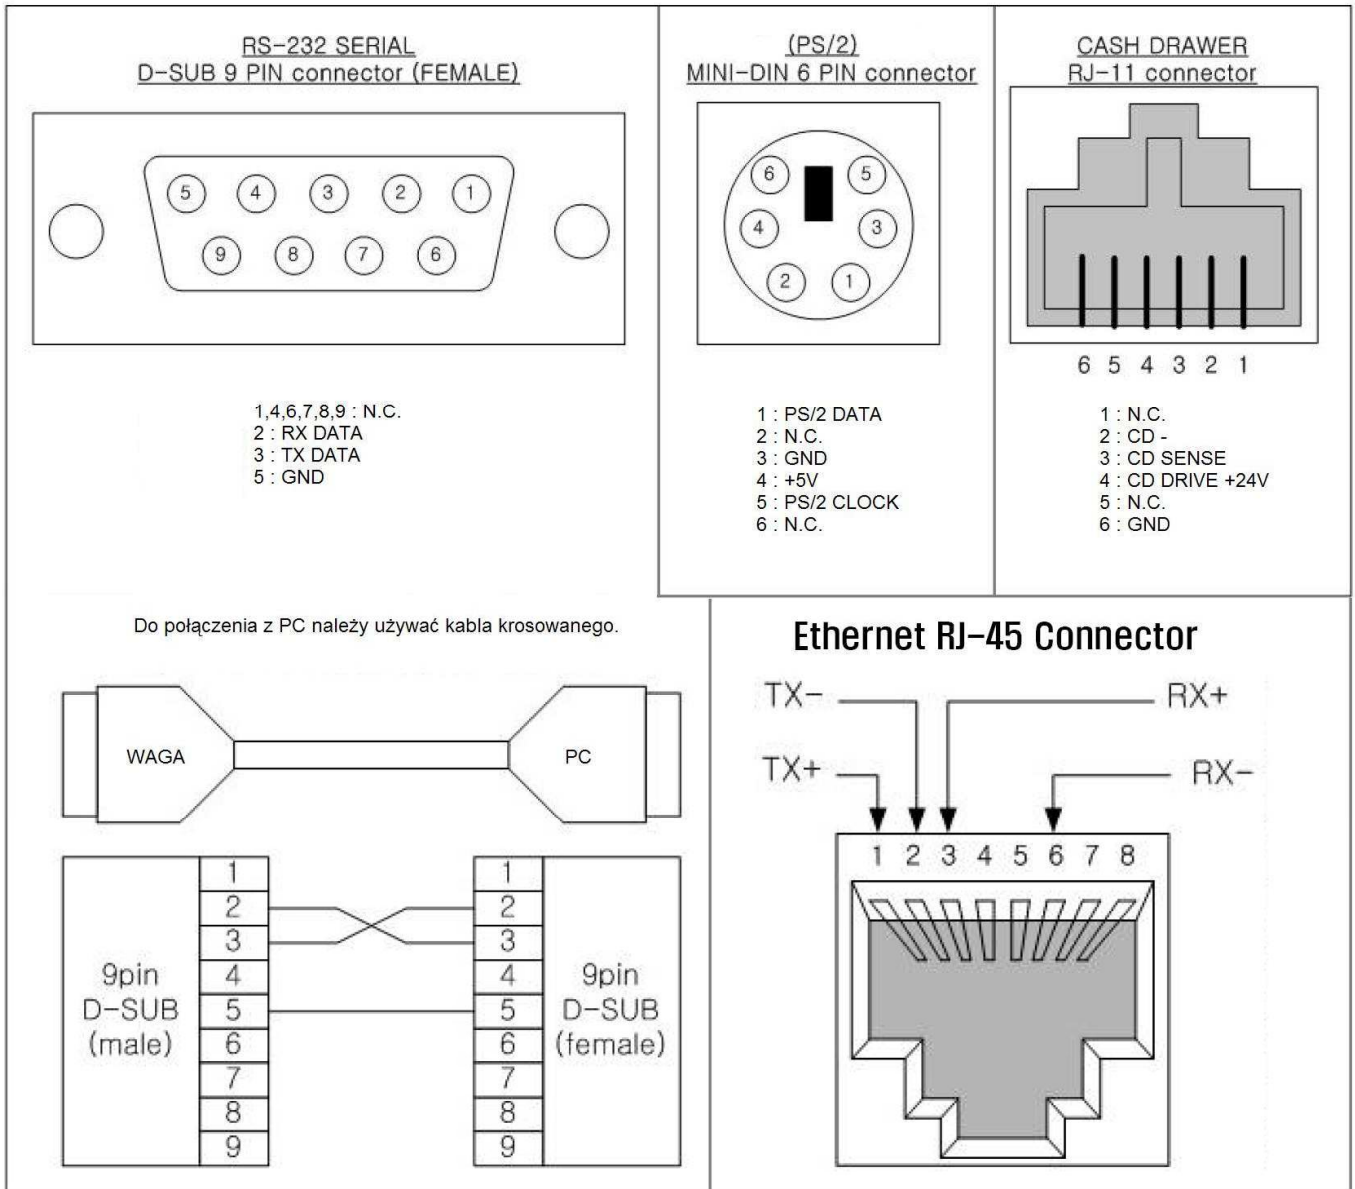 RS-232 SERIAL
D-SUB 9 PIN connector (FEMALE)
5 4 3 2 1
9 8 7 6
1,4,6,7,8,9 : N.C.
2 : RX DATA
3 : TX DATA
5 : GND
(PS/2)
MINI-DIN 6 PIN connector
6 5
4 3
2 1
1 : PS/2 DATA
2 : N.C.
3 : GND
4 : +5V
5 : PS/2 CLOCK
6 : N.C.
CASH DRAWER
RJ-11 connector
6 5 4 3 2 1
1 : N.C.
2 : CD -
3 : CD SENSE
4 : CD DRIVE +24V
5 : N.C.
6 : GND
Do połączenia z PC należy używać kabla krosowanego.
WAGA
PC
9pin
D-SUB
(male)
1
2
3
4
5
6
7
8
9
1
2
3
4
5
6
7
8
9
9pin
D-SUB
(female)
Ethernet RJ-45 Connector
TX- RX+
TX+ RX-
1 2 3 4 5 6 7 8